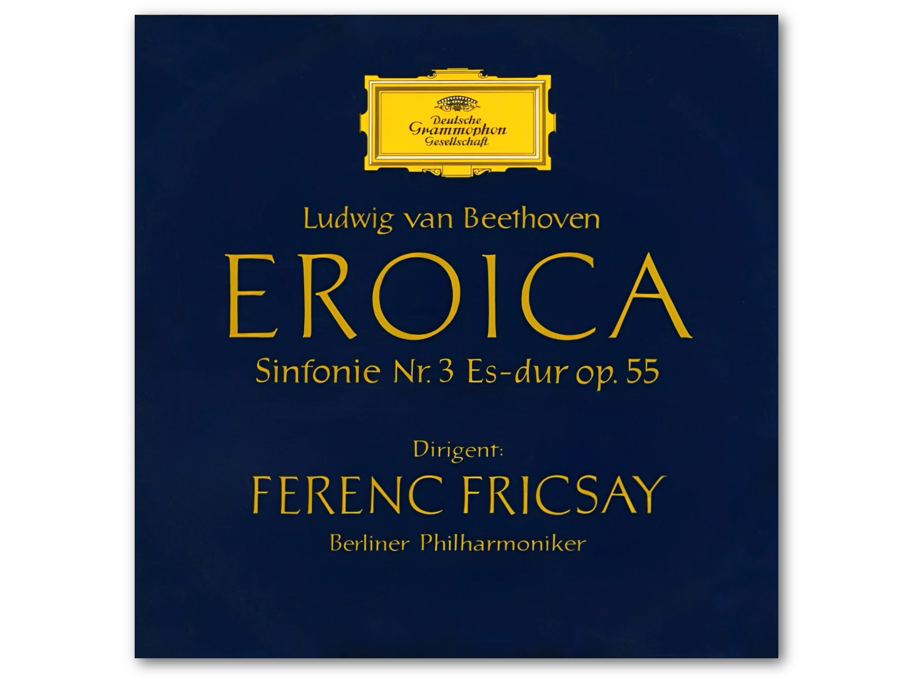 Deutsche
Grammophon
Gesellschaft
Ludwig van Beethoven
EROICA
Sinfonie Nr. 3 Es-dur op. 55
Dirigent:
FERENC FRICSAY
Berliner Philharmoniker